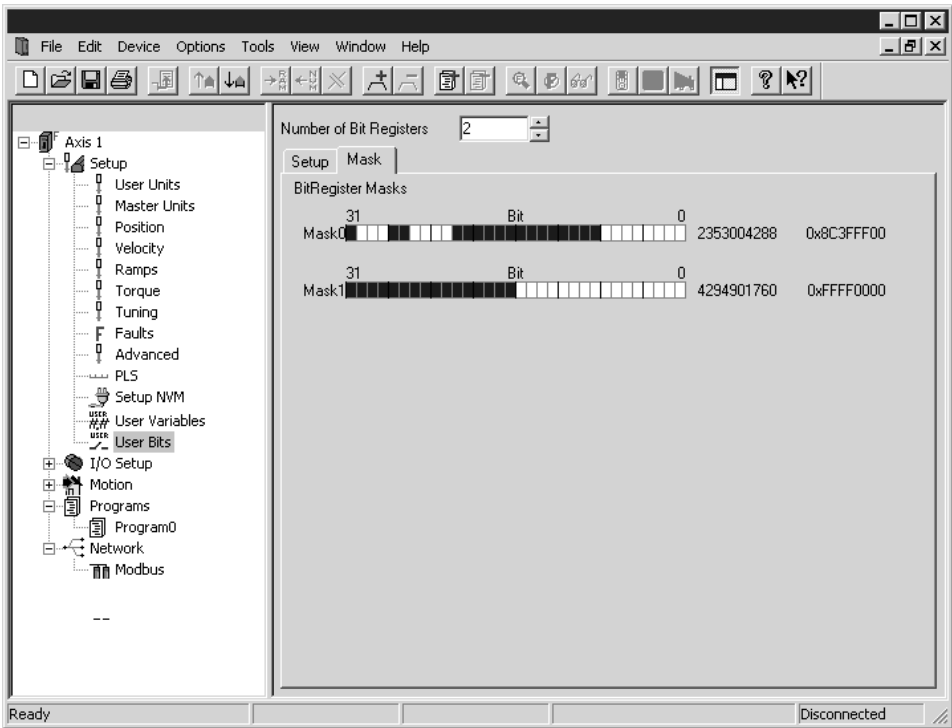 File Edit Device Options Tools View Window Help
Number of Bit Registers 2
Setup Mask
BitRegister Masks
31 Bit 0
Mask0 2353004288 0x8C3FFF00
31 Bit 0
Mask1 4294901760 0xFFFF0000
Axis 1
Setup
User Units
Master Units
Position
Velocity
Ramps
Torque
Tuning
F Faults
Advanced
PLS
Setup NVM
USER
#.# User Variables
USER
User Bits
I/O Setup
Motion
Programs
Program0
Network
Modbus
--
Ready Disconnected